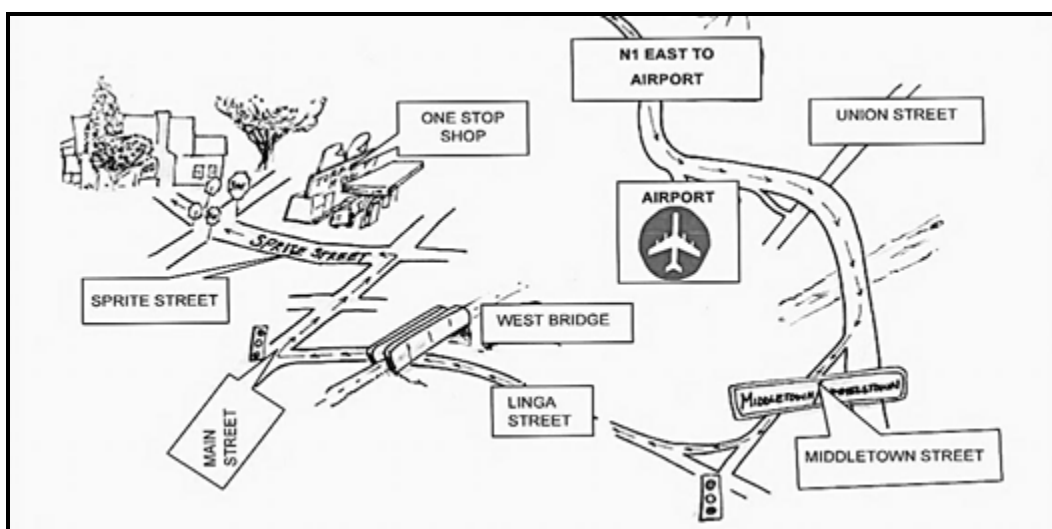 N1 EAST TO
AIRPORT
UNION STREET
ONE STOP
SHOP
AIRPORT
SPRITE STREET
SPRITE STREET
WEST BRIDGE
LINGA
STREET
MAIN
STREET
MIDDLETOWN
MIDDLETOWN STREET